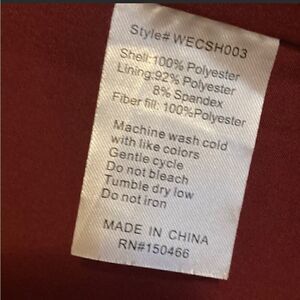 Style# WECSH003
Shell:100% Polyester
Lining:92% Polyester
8% Spandex
Fiber fill: 100%Polyester
Machine wash cold
with like colors
Gentle cycle
Do not bleach
Tumble dry low
Do not iron
MADE IN CHINA
RN#150466